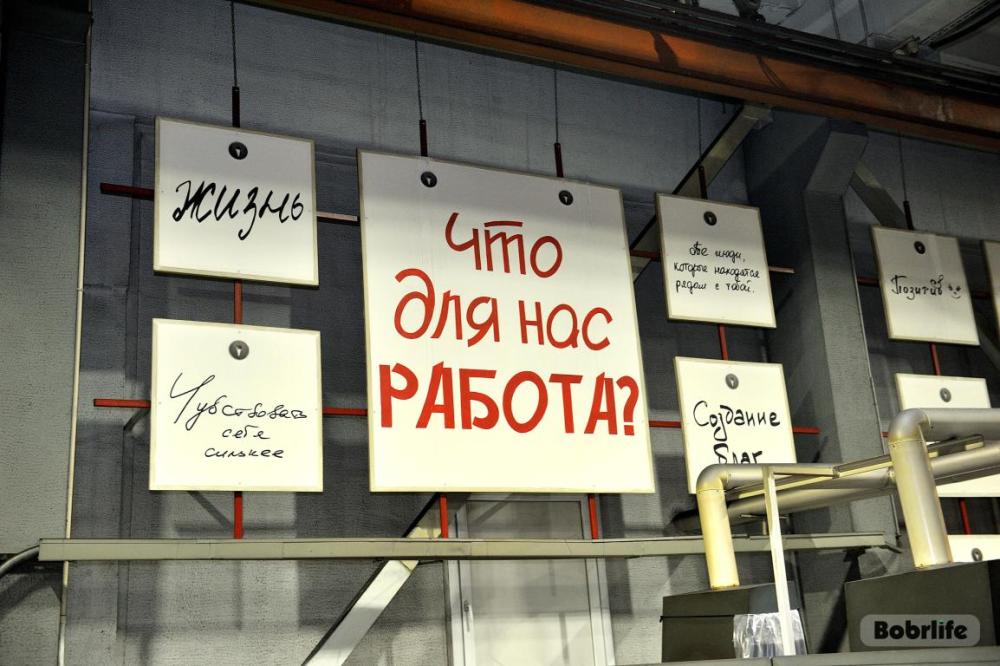 Жизнь
Чувствовать
себя
сильнее
Что
для нас
РАБОТА?
Все люди,
которые находятся
рядом с тобой.
Создание
благ
Позитив
Bobrlife